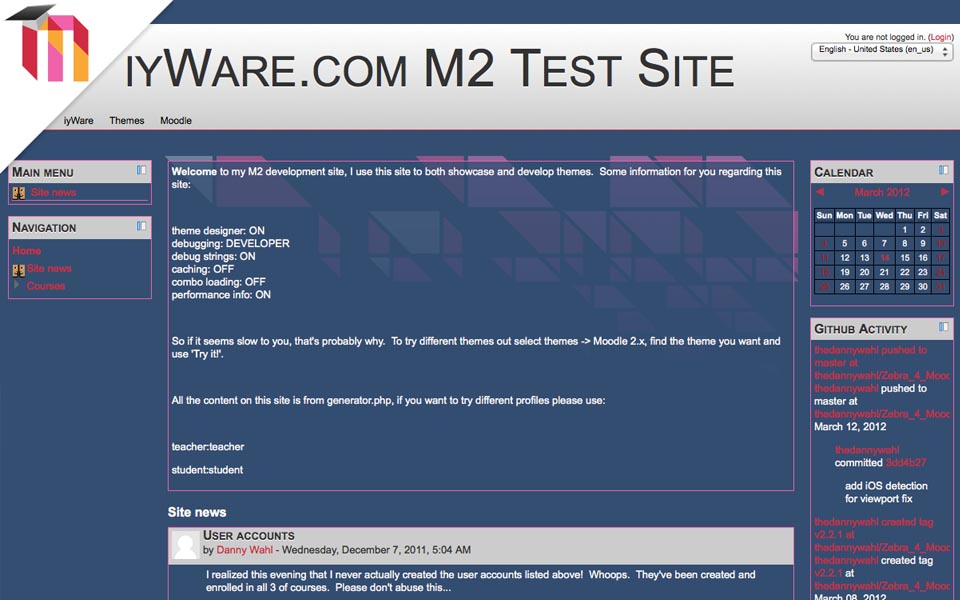 You are not logged in. (Login)
English - United States (en_us)
iyWare.com M2 Test Site
iyWare Themes Moodle
Main menu
Site news
Navigation
Home
Site news
Courses
Welcome to my M2 development site, I use this site to both showcase and develop themes. Some information for you regarding this
site:
theme designer: ON
debugging: DEVELOPER
debug strings: ON
caching: OFF
combo loading: OFF
performance info: ON
So if it seems slow to you, that's probably why. To try different themes out select themes -> Moodle 2.x, find the theme you want and
use 'Try it!'.
All the content on this site is from generator.php, if you want to try different profiles please use:
teacher:teacher
student:student
Site news
User accounts
by Danny Wahl - Wednesday, December 7, 2011, 5:04 AM
I realized this evening that I never actually created the user accounts listed above! Whoops. They've been created and
enrolled in all 3 of courses. Please don't abuse this...
Calendar
March 2012
Sun Mon Tue Wed Thu Fri Sat
1 2 3
4 5 6 7 8 9 10
11 12 13 14 15 16 17
18 19 20 21 22 23 24
25 26 27 28 29 30 31
Github Activity
thedannywahl pushed to
master at
thedannywahl/Zebra_4_Mooc
thedannywahl pushed to
master at
thedannywahl/Zebra_4_Mooc
March 12, 2012
thedannywahl
committed 3dd4b27
add iOS detection
for viewport fix
thedannywahl created tag
v2.2.1 at
thedannywahl/Zebra_4_Mooc
thedannywahl created tag
v2.2.1 at
thedannywahl/Zebra_4_Mooc
March 08, 2012